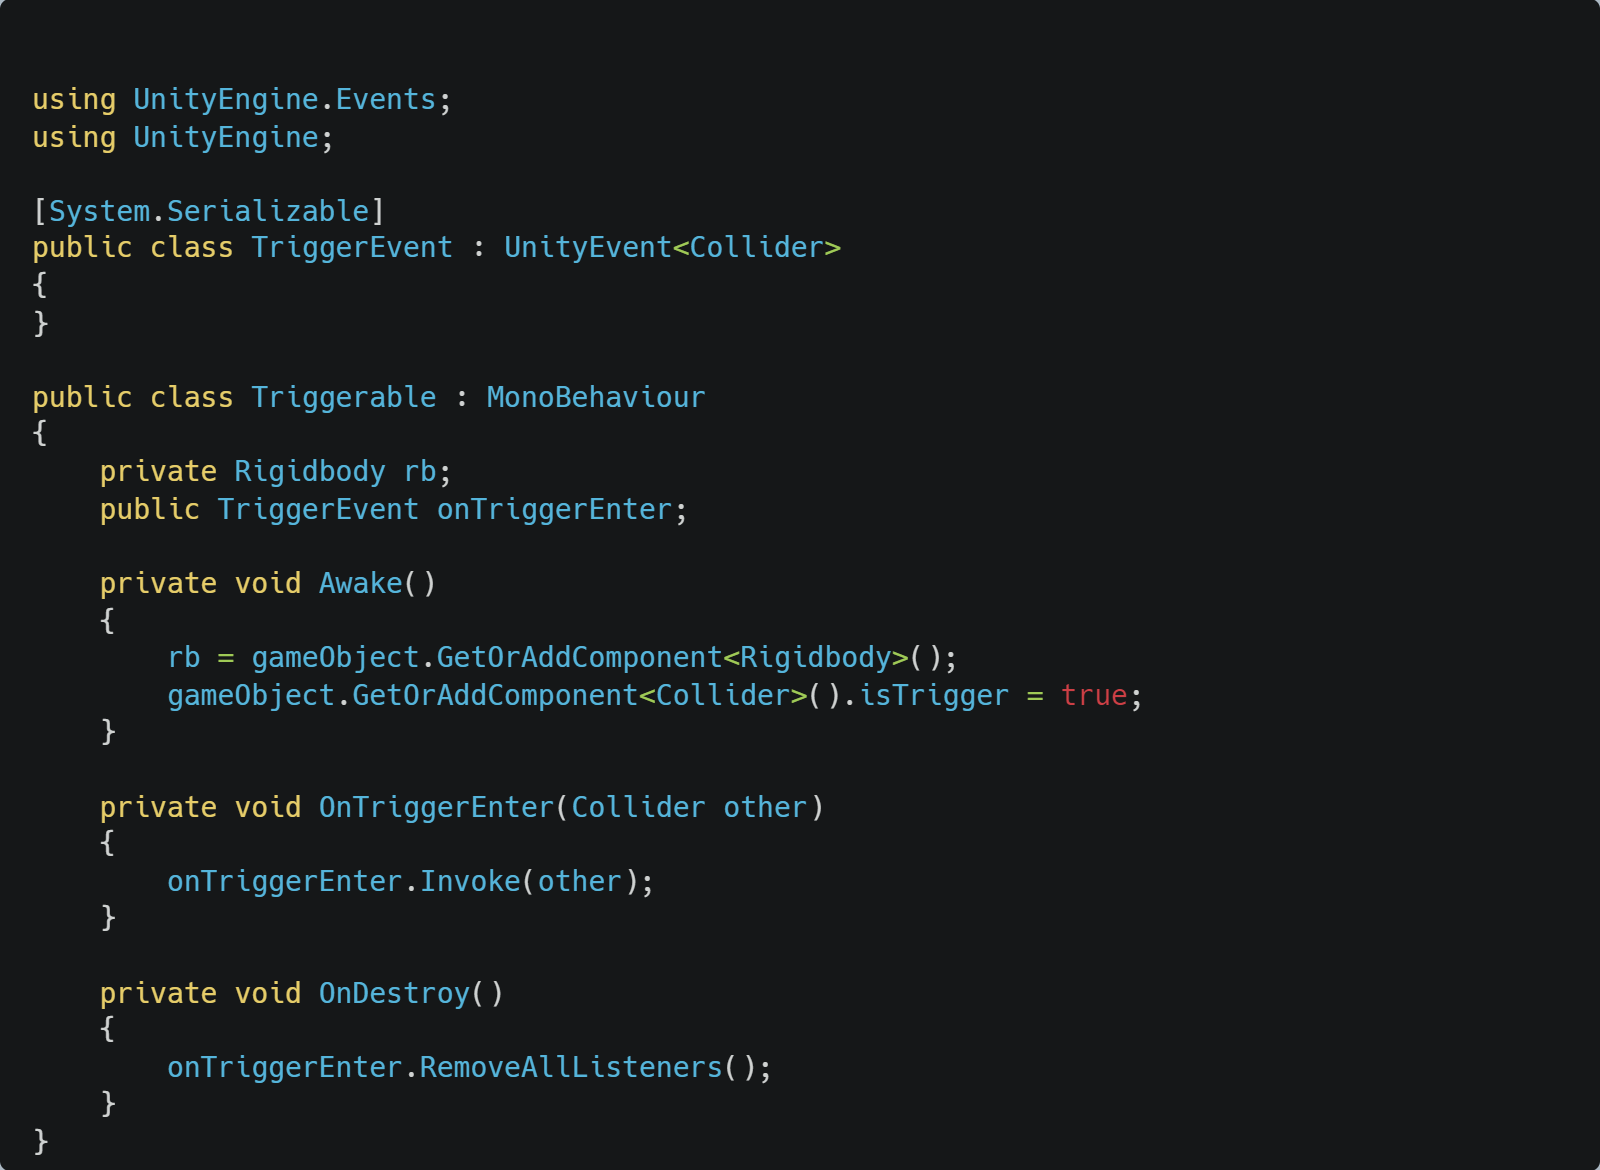 using UnityEngine.Events;
using UnityEngine;

[System.Serializable]
public class TriggerEvent : UnityEvent<Collider>
{
}

public class Triggerable : MonoBehaviour
{
    private Rigidbody rb;
    public TriggerEvent onTriggerEnter;

    private void Awake()
    {
        rb = gameObject.GetOrAddComponent<Rigidbody>();
        gameObject.GetOrAddComponent<Collider>().isTrigger = true;
    }

    private void OnTriggerEnter(Collider other)
    {
        onTriggerEnter.Invoke(other);
    }

    private void OnDestroy()
    {
        onTriggerEnter.RemoveAllListeners();
    }
}